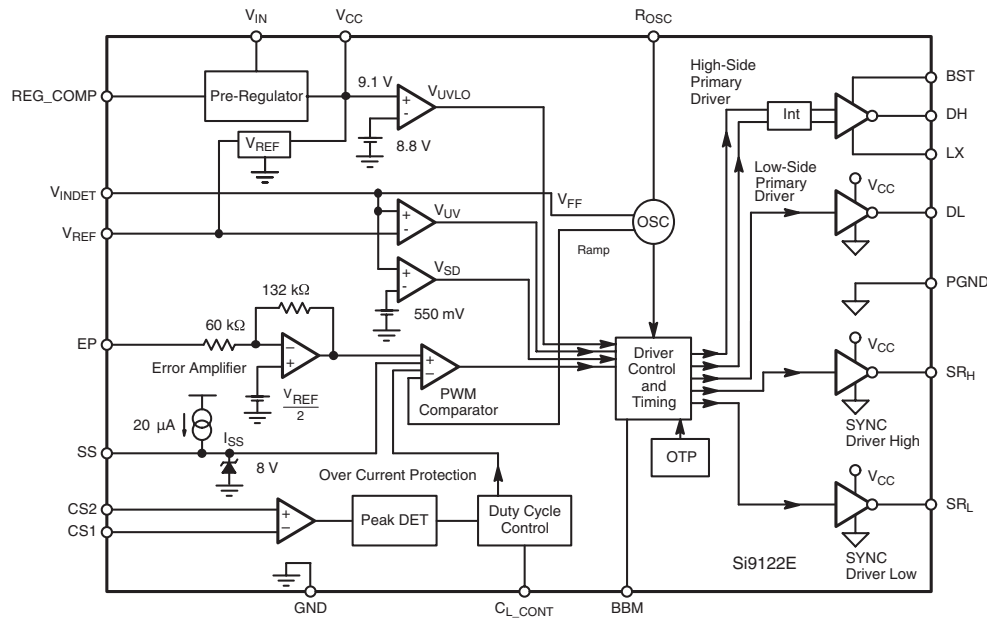 VIN
VCC
ROSC
High-Side
Primary
Driver
BST
REG_COMP
Pre-Regulator
9.1 V
VUVLO
Int
DH
VREF
8.8 V
LX
Low-Side
Primary
Driver
VINDET
VFF
VCC
VREF
VUV
OSC
DL
Ramp
VSD
PGND
132 kΩ
550 mV
60 kΩ
EP
Error Amplifier
PWM
Comparator
Driver
Control
and
Timing
VCC
SRH
VREF
2
SYNC
Driver High
20 μA
ISS
SS
8 V
OTP
Over Current Protection
VCC
CS2
CS1
Peak DET
Duty Cycle
Control
SRL
SYNC
Driver Low
Si9122E
GND
CL_CONT
BBM